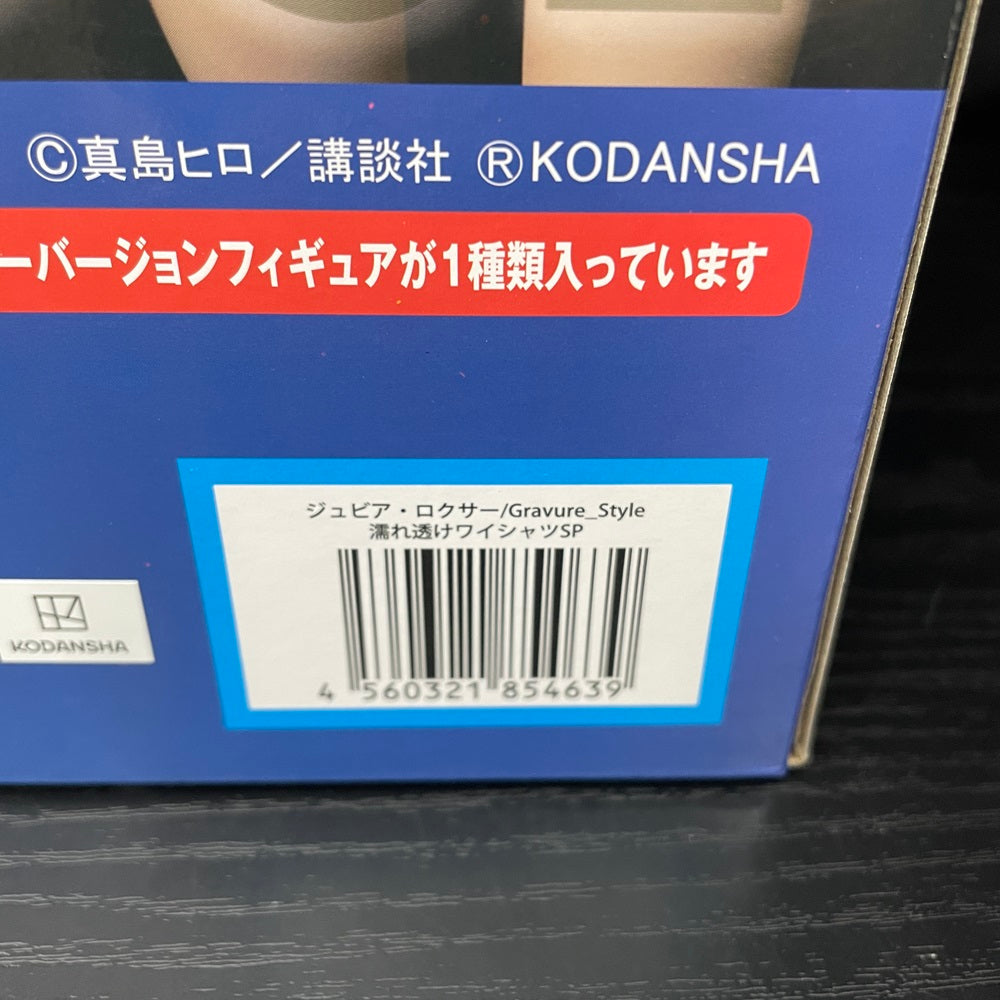 Ⓒ真島ヒロ／講談社 ⓇKODANSHA
ーバージョンフィギュアが1種類入っています
ジュビア・ロクサー/Gravure_Style
濡れ透けワイシャツSP
KODANSHA
4 560321 854639